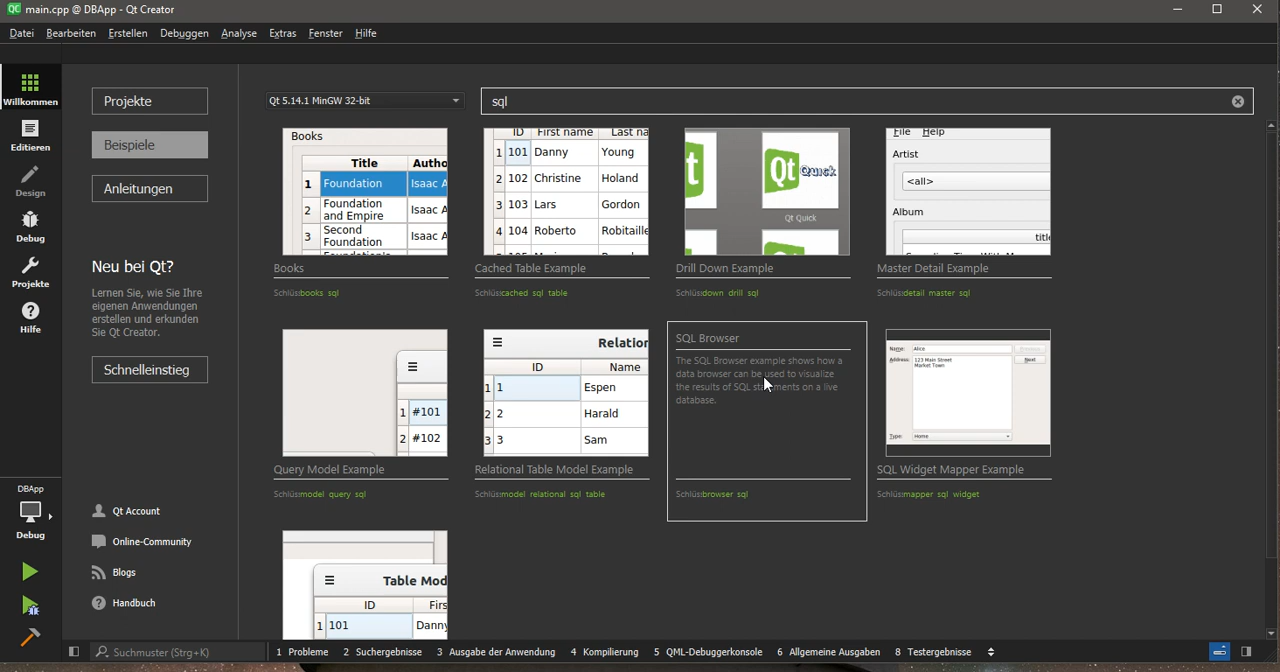 QC main.cpp @ DBApp - Qt Creator
Datei Bearbeiten Erstellen Debuggen Analyse Extras Fenster Hilfe
Willkommen
Editieren
Design
Debug
Projekte
Hilfe
DBApp
Debug
Projekte
Beispiele
Anleitungen
Neu bei Qt?
Lernen Sie, wie Sie Ihre
eigenen Anwendungen
erstellen und erkunden
Sie Qt Creator.
Schnelleinstieg
Qt Account
Online-Community
Blogs
Handbuch
Qt 5.14.1 MinGW 32-bit
sql
Books
Title Autho
1 Foundation Isaac A
2 Foundation and Empire Isaac A
3 Second Foundation Isaac A
Books
Schlüs: books sql
ID First name Last na
1 101 Danny Young
2 102 Christine Holand
3 103 Lars Gordon
4 104 Roberto Robitaille
Cached Table Example
Schlüs: cached sql table
Qt Quick
Qt Quick
Drill Down Example
Schlüs: down drill sql
File Help
Artist
<all>
Album
title
Master Detail Example
Schlüs: detail master sql
1 #101
2 #102
Query Model Example
Schlüs: model query sql
Relation
ID Name
1 1 Espen
2 2 Harald
3 3 Sam
Relational Table Model Example
Schlüs: model relational sql table
SQL Browser
The SQL Browser example shows how a
data browser can be used to visualize
the results of SQL statements on a live
database.
Schlüs: browser sql
Name: Alice
Address: 123 Main Street
Market Town
Next
Type: Home
SQL Widget Mapper Example
Schlüs: mapper sql widget
Table Mod
ID Firs
1 101 Danny
Suchmuster (Strg+K) 1 Probleme 2 Suchergebnisse 3 Ausgabe der Anwendung 4 Kompilierung 5 QML-Debuggerkonsole 6 Allgemeine Ausgaben 8 Testergebnisse